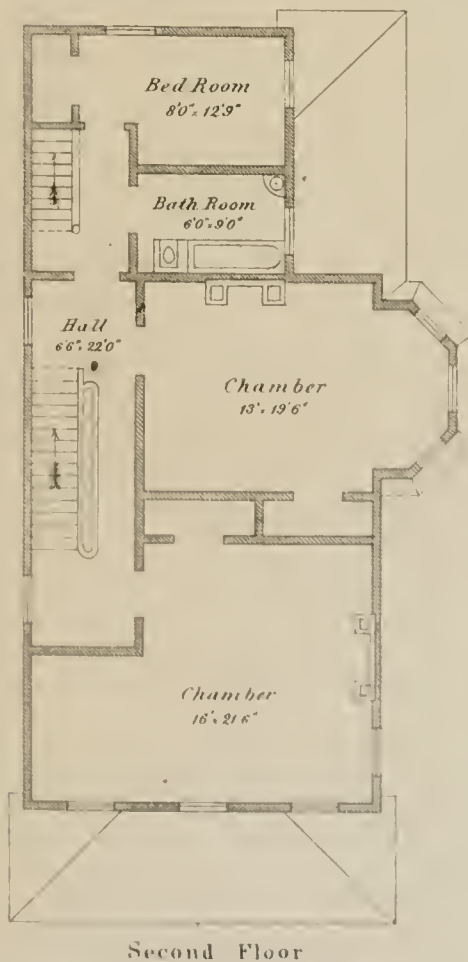 Bed Room
8'0" × 12'9"
Bath Room
6'0" × 9'0"
Hall
6'6" × 22'0"
Chamber
13' × 19'6"
Chamber
16' × 21'6"
Second Floor